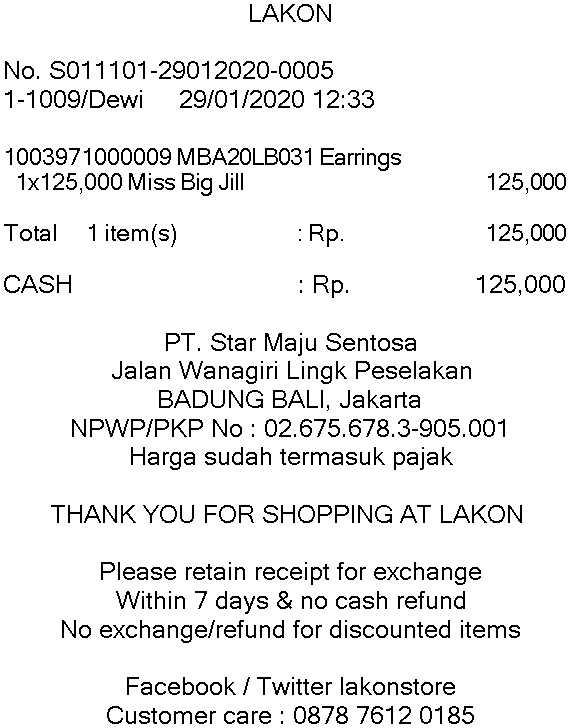 LAKON
No. S011101-29012020-0005
1-1009/Dewi 29/01/2020 12:33
1003971000009 MBA20LB031 Earrings
1x125,000 Miss Big Jill 125,000
Total 1 item(s) : Rp. 125,000
CASH : Rp. 125,000
PT. Star Maju Sentosa
Jalan Wanagiri Lingk Peselakan
BADUNG BALI, Jakarta
NPWP/PKP No : 02.675.678.3-905.001
Harga sudah termasuk pajak
THANK YOU FOR SHOPPING AT LAKON
Please retain receipt for exchange
Within 7 days & no cash refund
No exchange/refund for discounted items
Facebook / Twitter lakonstore
Customer care : 0878 7612 0185